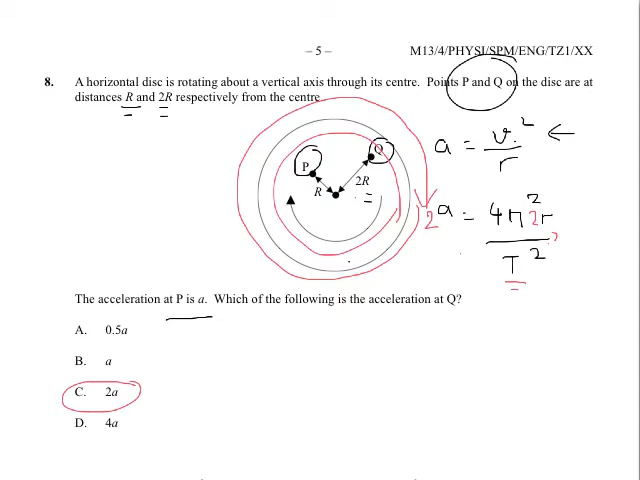 – 5 –
M13/4/PHYSI/SPM/ENG/TZ1/XX
8. A horizontal disc is rotating about a vertical axis through its centre. Points P and Q on the disc are at
distances R and 2R respectively from the centre.
a = v²/r
Q
P
2R
R
2a = 4π²2r/T²
The acceleration at P is a. Which of the following is the acceleration at Q?
A. 0.5a
B. a
C. 2a
D. 4a